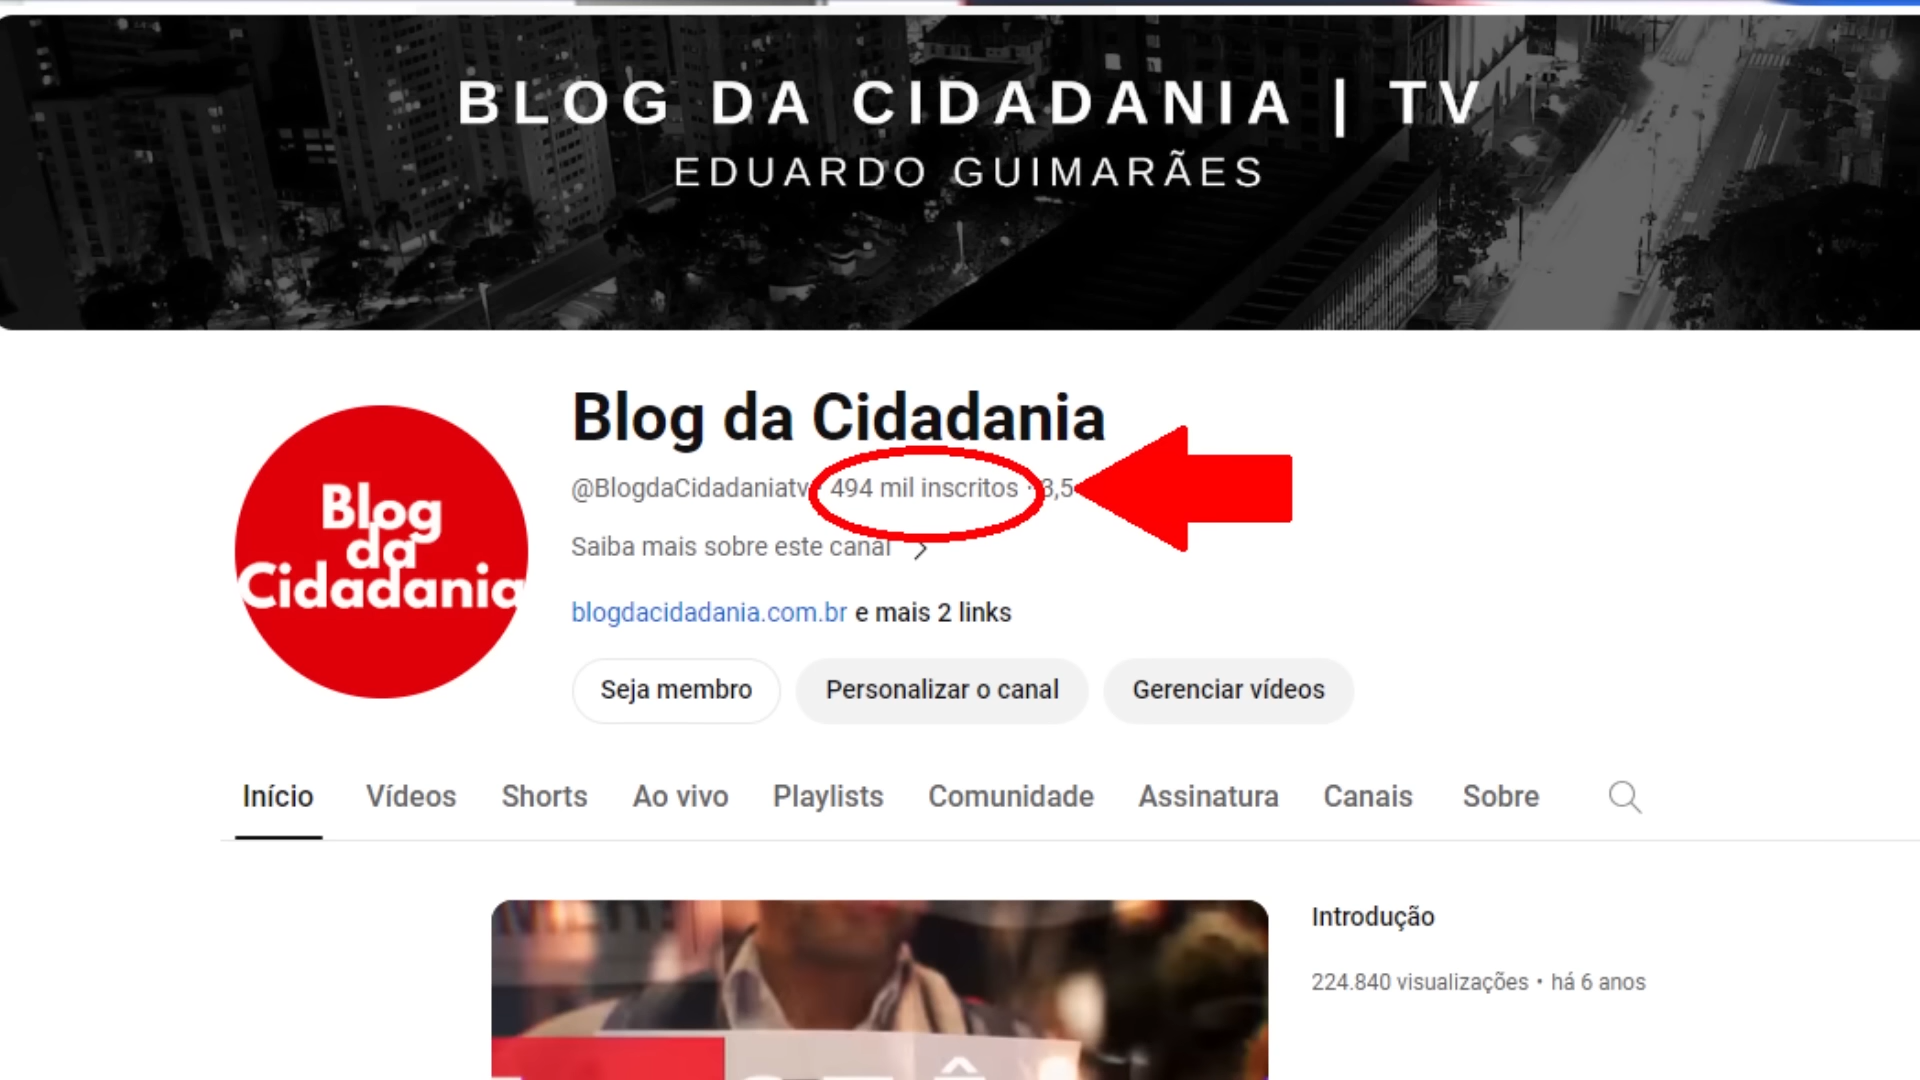 BLOG DA CIDADANIA | TV
EDUARDO GUIMARÃES
Blog da Cidadania
@BlogdaCidadaniatv 494 mil inscritos · 3,5
Saiba mais sobre este canal >
blogdacidadania.com.br e mais 2 links
Blog
da
Cidadania
Seja membro Personalizar o canal Gerenciar vídeos
Início Vídeos Shorts Ao vivo Playlists Comunidade Assinatura Canais Sobre
Introdução
224.840 visualizações • há 6 anos